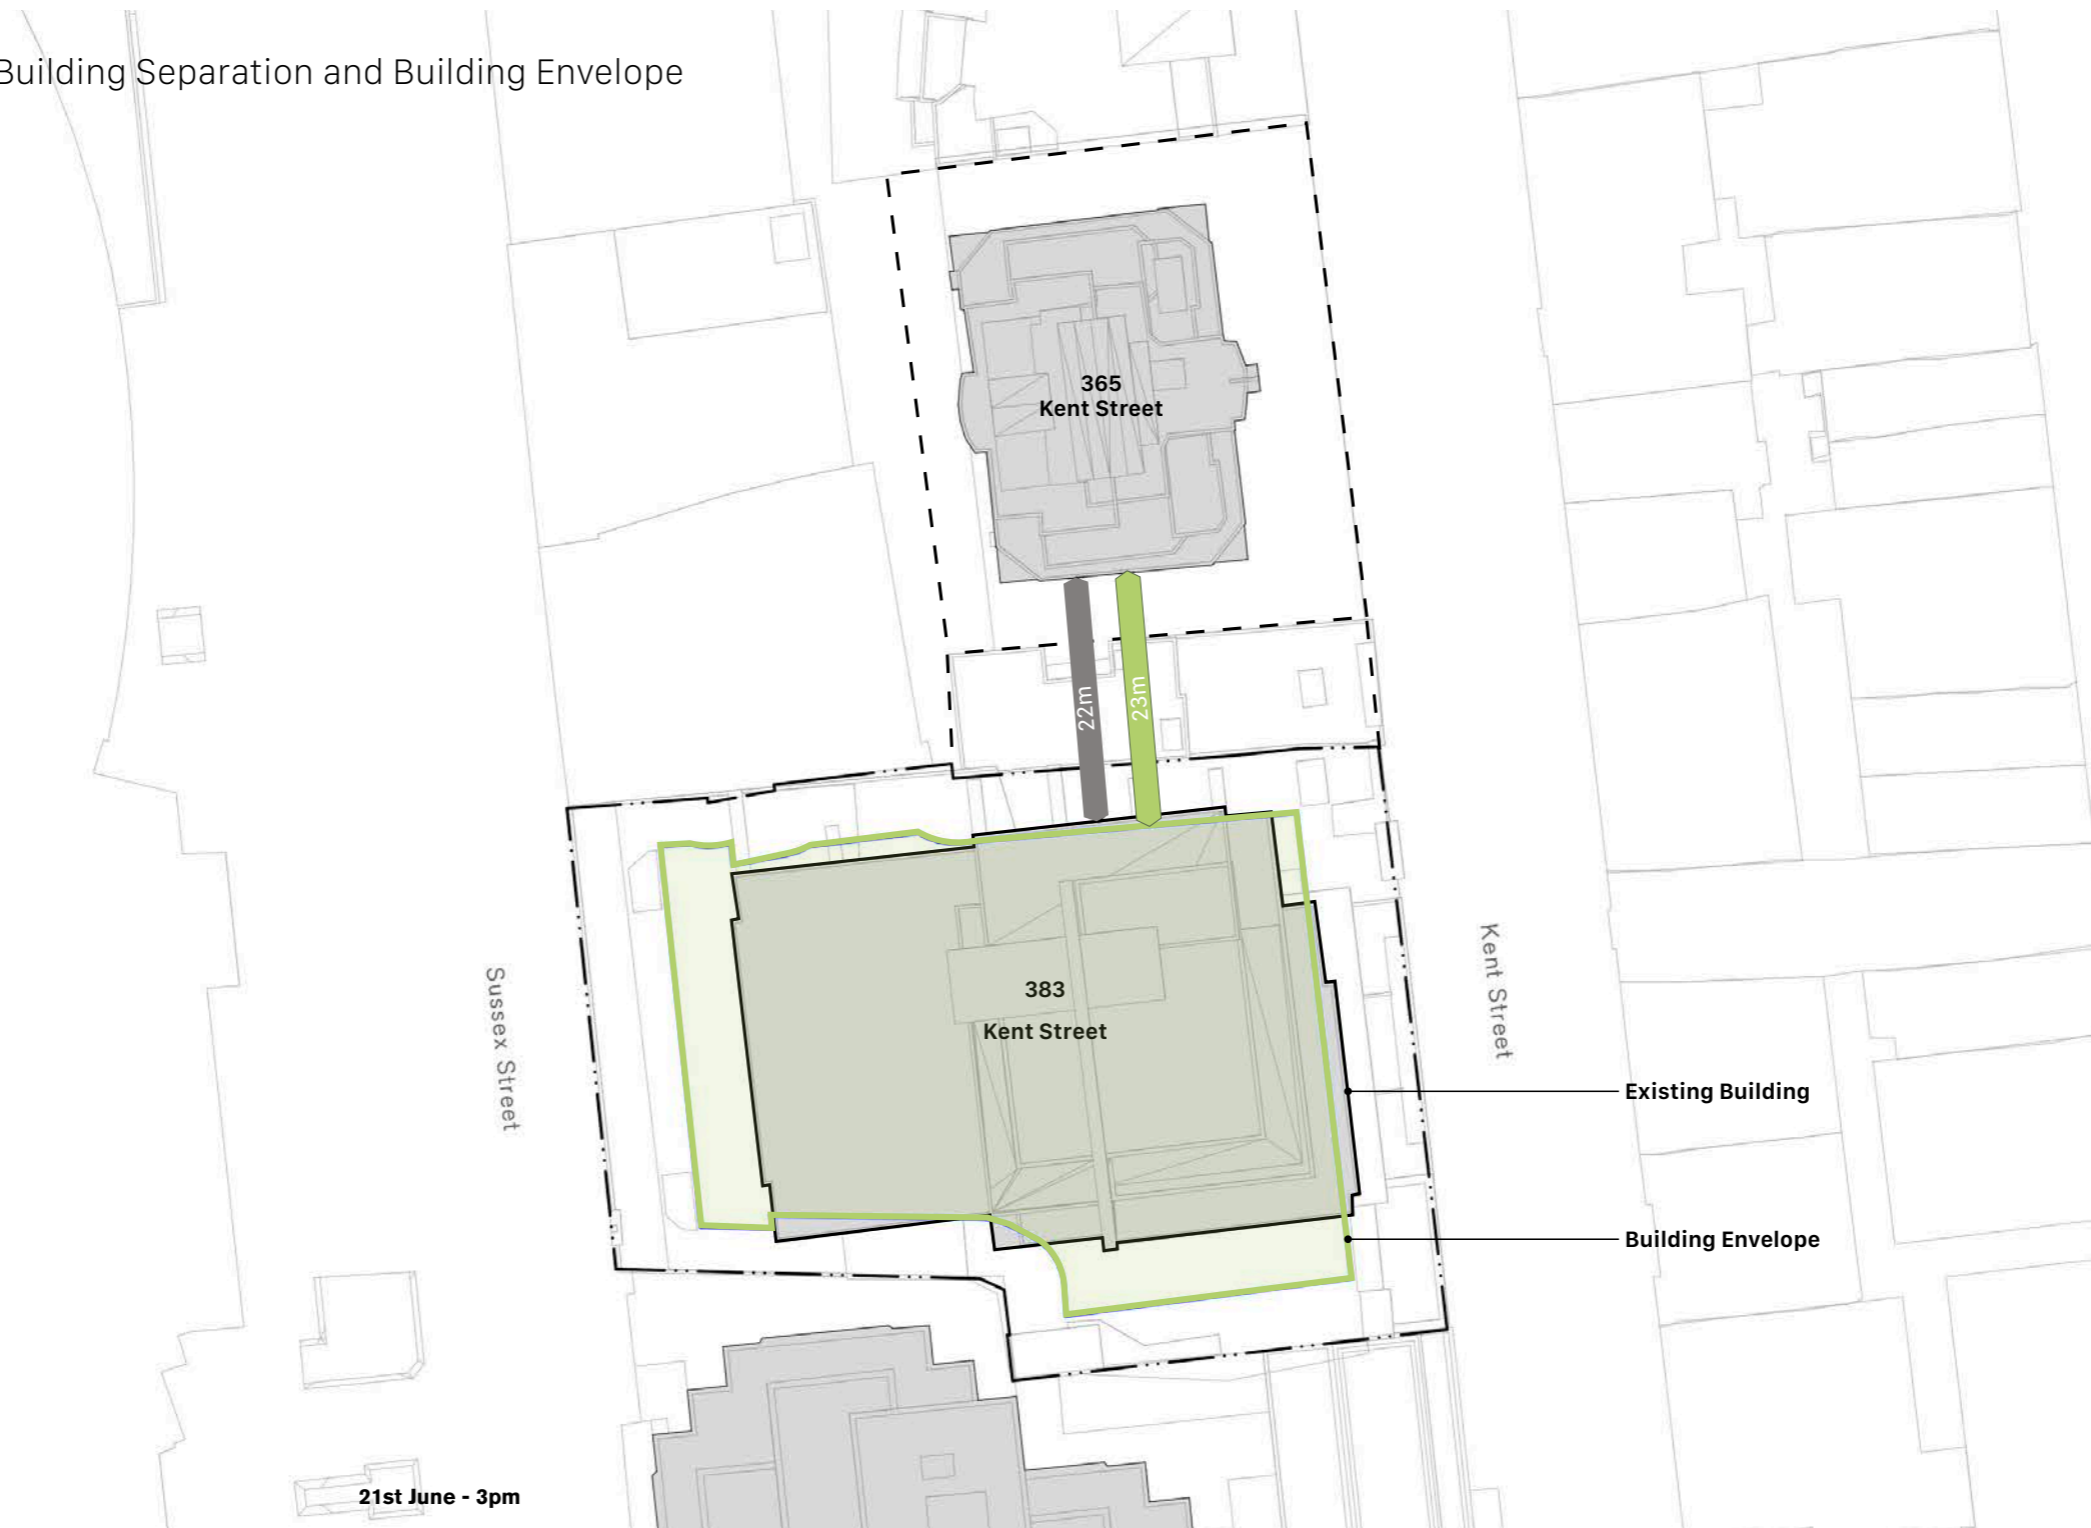 Building Separation and Building Envelope
365
Kent Street
22m
23m
383
Kent Street
Sussex Street
Kent Street
Existing Building
Building Envelope
21st June - 3pm